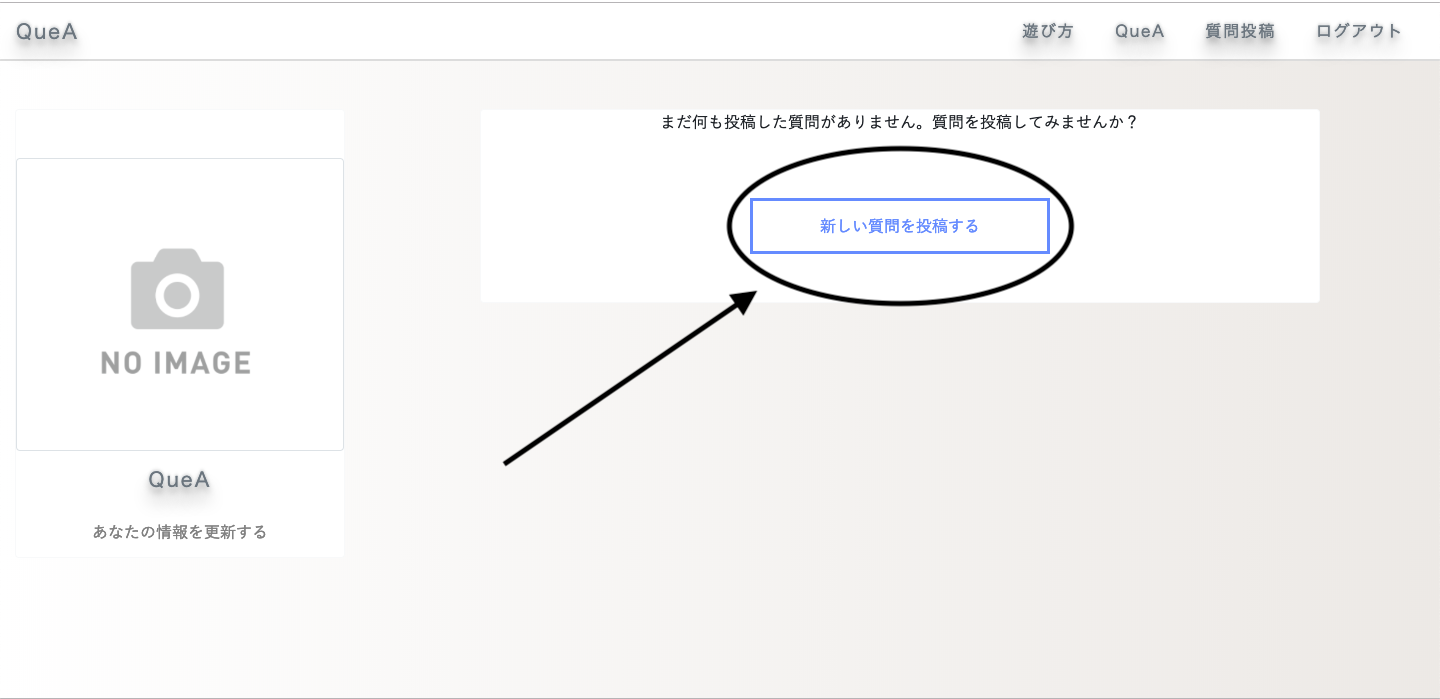 QueA
遊び方 QueA 質問投稿 ログアウト
まだ何も投稿した質問がありません。質問を投稿してみませんか？
新しい質問を投稿する
NO IMAGE
QueA
あなたの情報を更新する